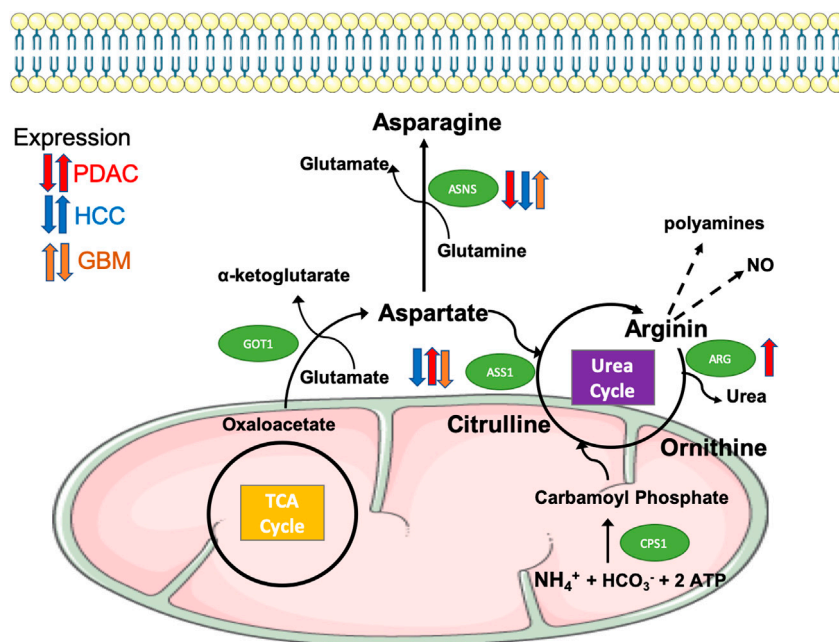 Asparagine
Expression
PDAC
HCC
GBM
Glutamate
ASNS
Glutamine
polyamines
NO
α-ketoglutarate
Aspartate
Arginin
GOT1
Glutamate
ASS1
Urea
Cycle
ARG
Urea
Oxaloacetate
Citrulline
Ornithine
TCA
Cycle
Carbamoyl Phosphate
CPS1
NH₄⁺ + HCO₃⁻ + 2 ATP